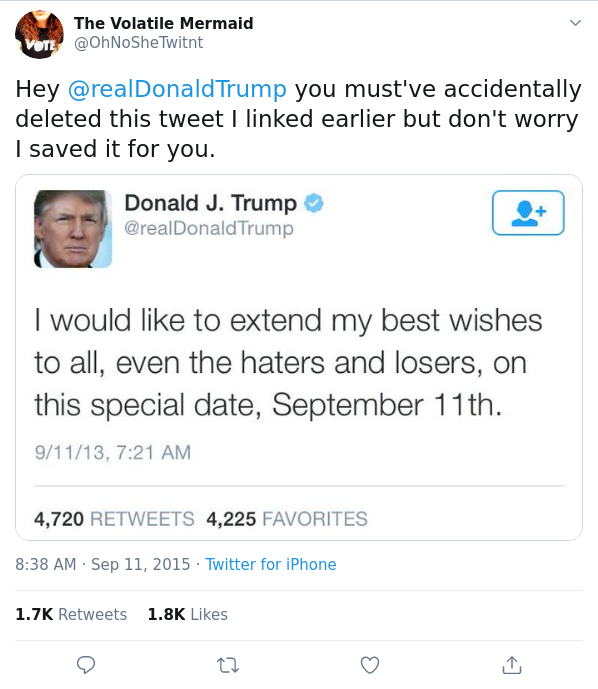 The Volatile Mermaid
@OhNoSheTwitnt
VOTE
Hey @realDonaldTrump you must've accidentally
deleted this tweet I linked earlier but don't worry
I saved it for you.
Donald J. Trump
@realDonaldTrump
I would like to extend my best wishes
to all, even the haters and losers, on
this special date, September 11th.
9/11/13, 7:21 AM
4,720 RETWEETS 4,225 FAVORITES
8:38 AM · Sep 11, 2015 · Twitter for iPhone
1.7K Retweets 1.8K Likes